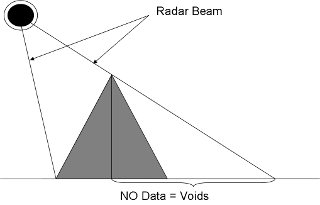 Radar Beam
NO Data = Voids